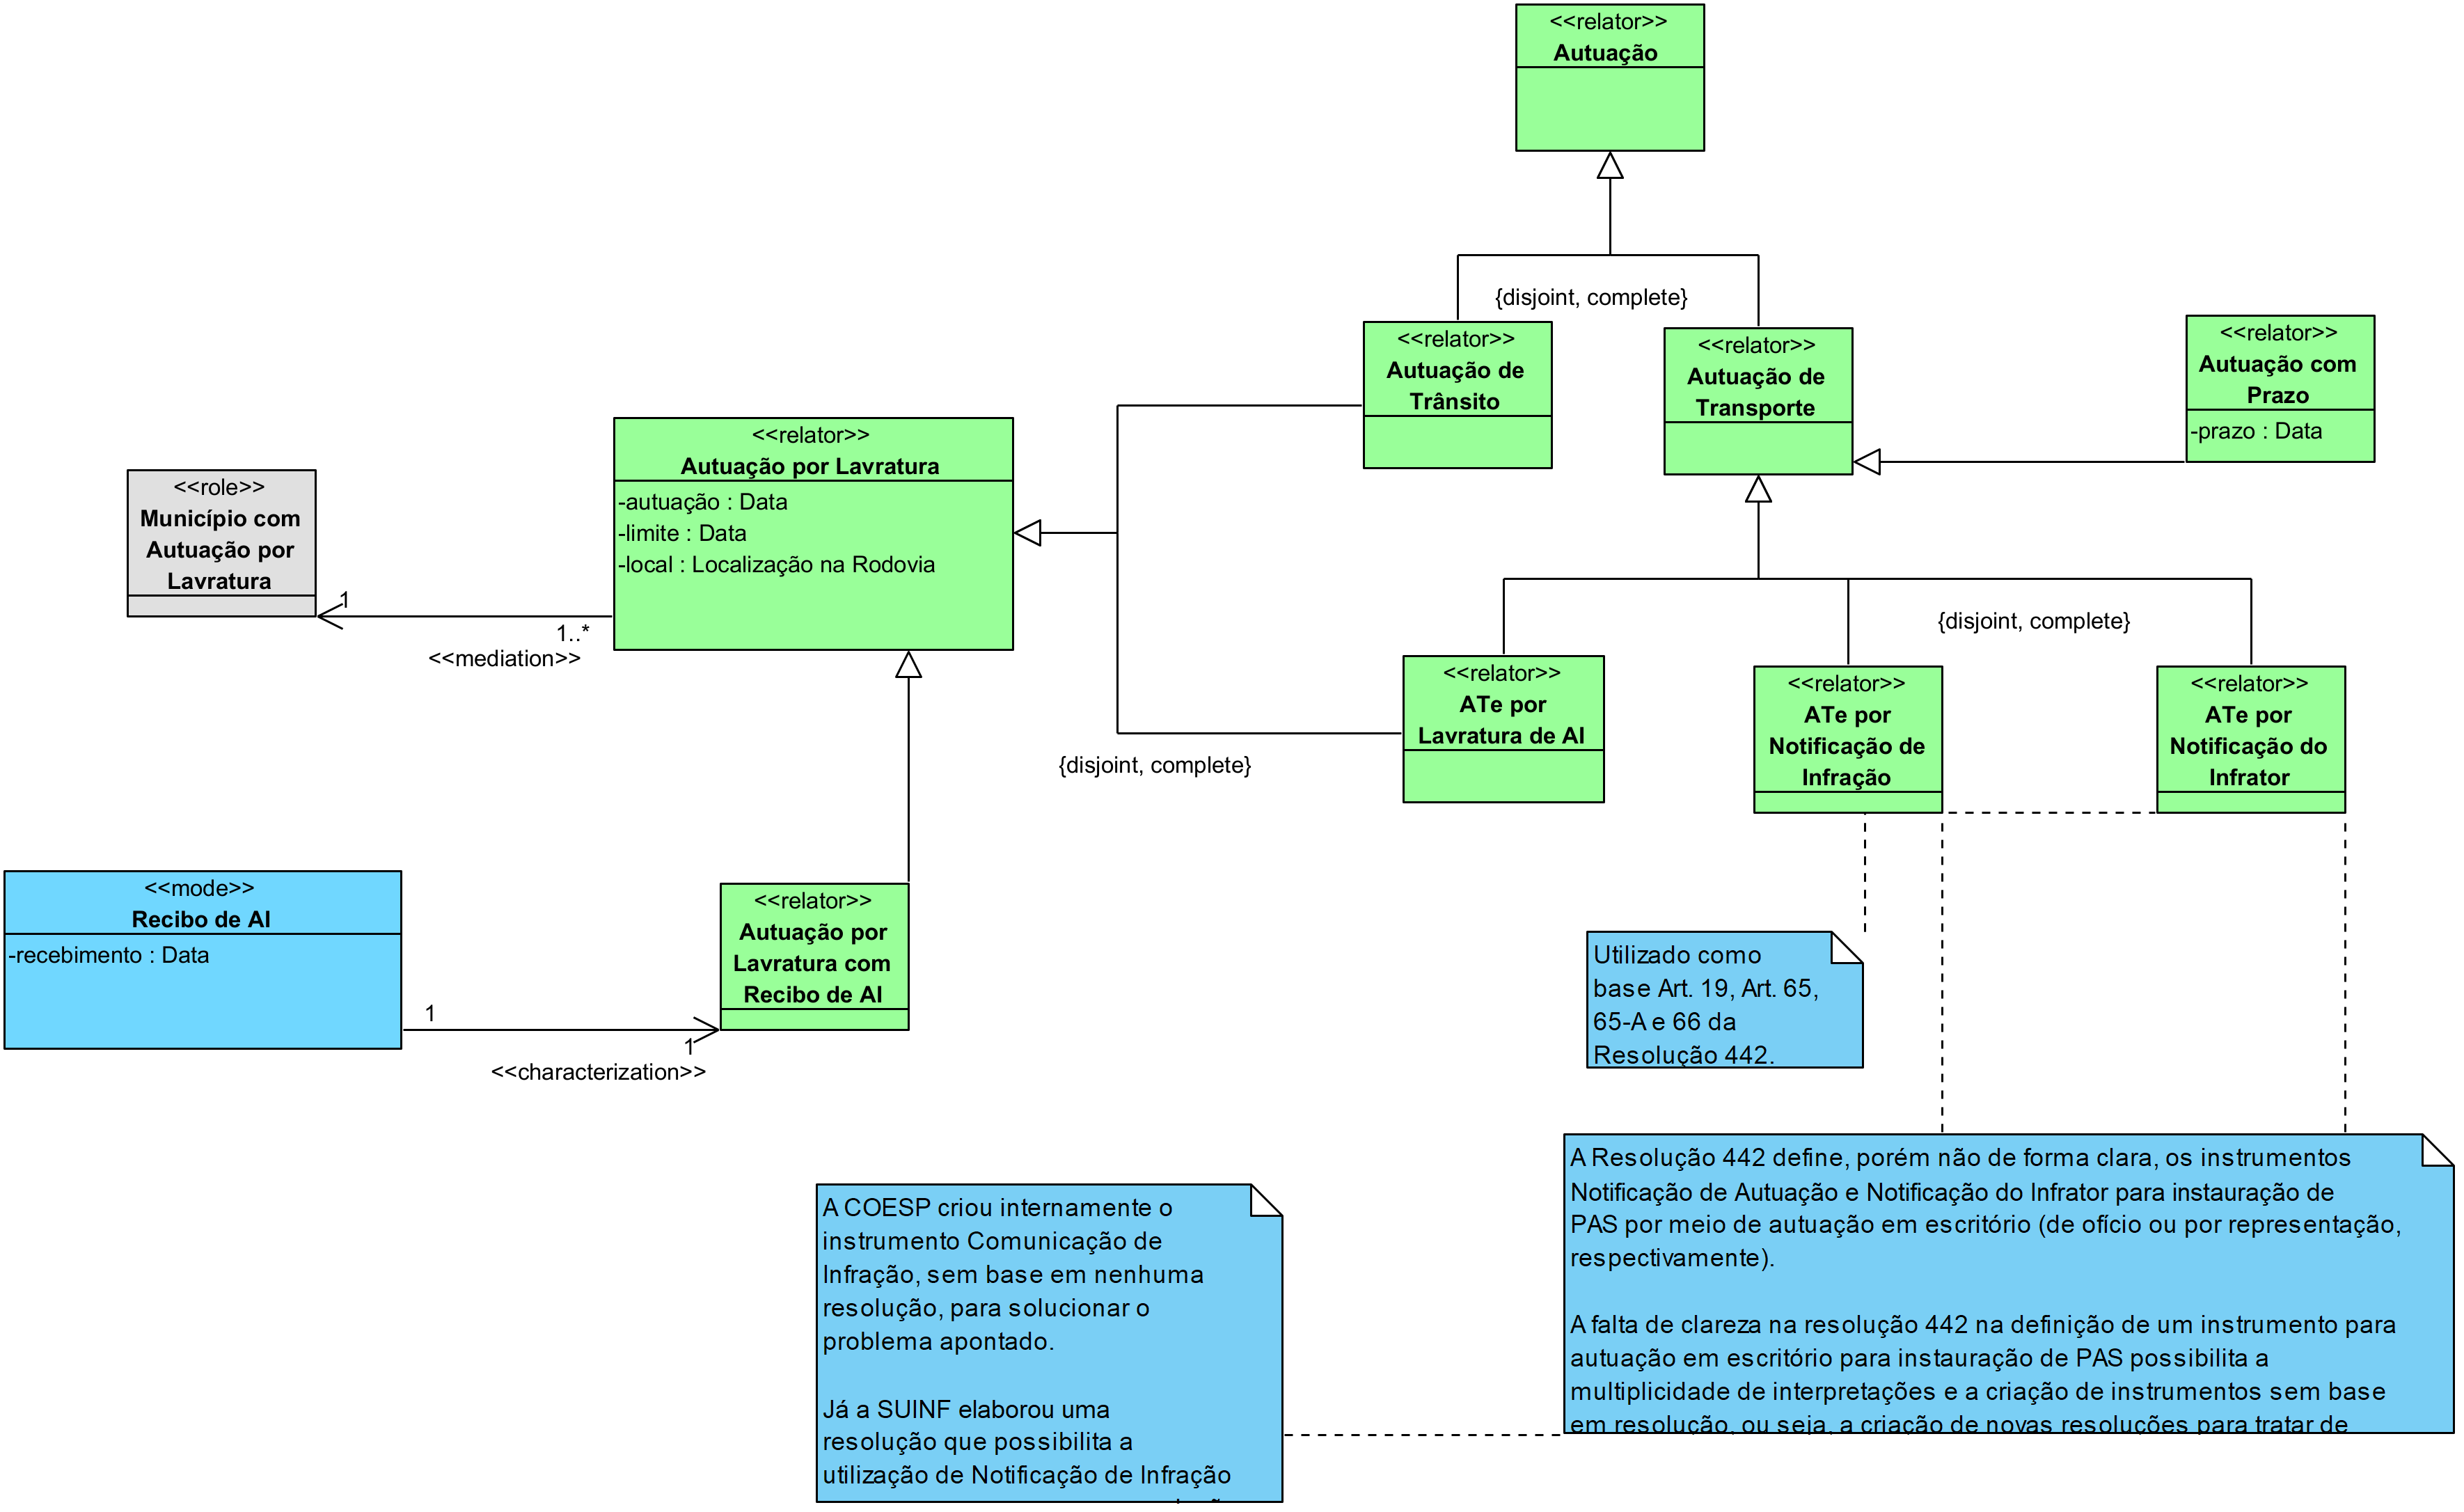 <<relator>>
Autuação
{disjoint, complete}
<<relator>>
Autuação de
Trânsito
<<relator>>
Autuação de
Transporte
<<relator>>
Autuação com
Prazo
-prazo : Data
<<relator>>
Autuação por Lavratura
-autuação : Data
-limite : Data
-local : Localização na Rodovia
<<role>>
Município com
Autuação por
Lavratura
1
1..*
<<mediation>>
{disjoint, complete}
{disjoint, complete}
<<relator>>
ATe por
Lavratura de AI
<<relator>>
ATe por
Notificação de
Infração
<<relator>>
ATe por
Notificação do
Infrator
<<mode>>
Recibo de AI
-recebimento : Data
1
1
<<characterization>>
<<relator>>
Autuação por
Lavratura com
Recibo de AI
Utilizado como
base Art. 19, Art. 65,
65-A e 66 da
Resolução 442.
A COESP criou internamente o
instrumento Comunicação de
Infração, sem base em nenhuma
resolução, para solucionar o
problema apontado.
Já a SUINF elaborou uma
resolução que possibilita a
utilização de Notificação de Infração
A Resolução 442 define, porém não de forma clara, os instrumentos
Notificação de Autuação e Notificação do Infrator para instauração de
PAS por meio de autuação em escritório (de ofício ou por representação,
respectivamente).
A falta de clareza na resolução 442 na definição de um instrumento para
autuação em escritório para instauração de PAS possibilita a
multiplicidade de interpretações e a criação de instrumentos sem base
em resolução, ou seja, a criação de novas resoluções para tratar de